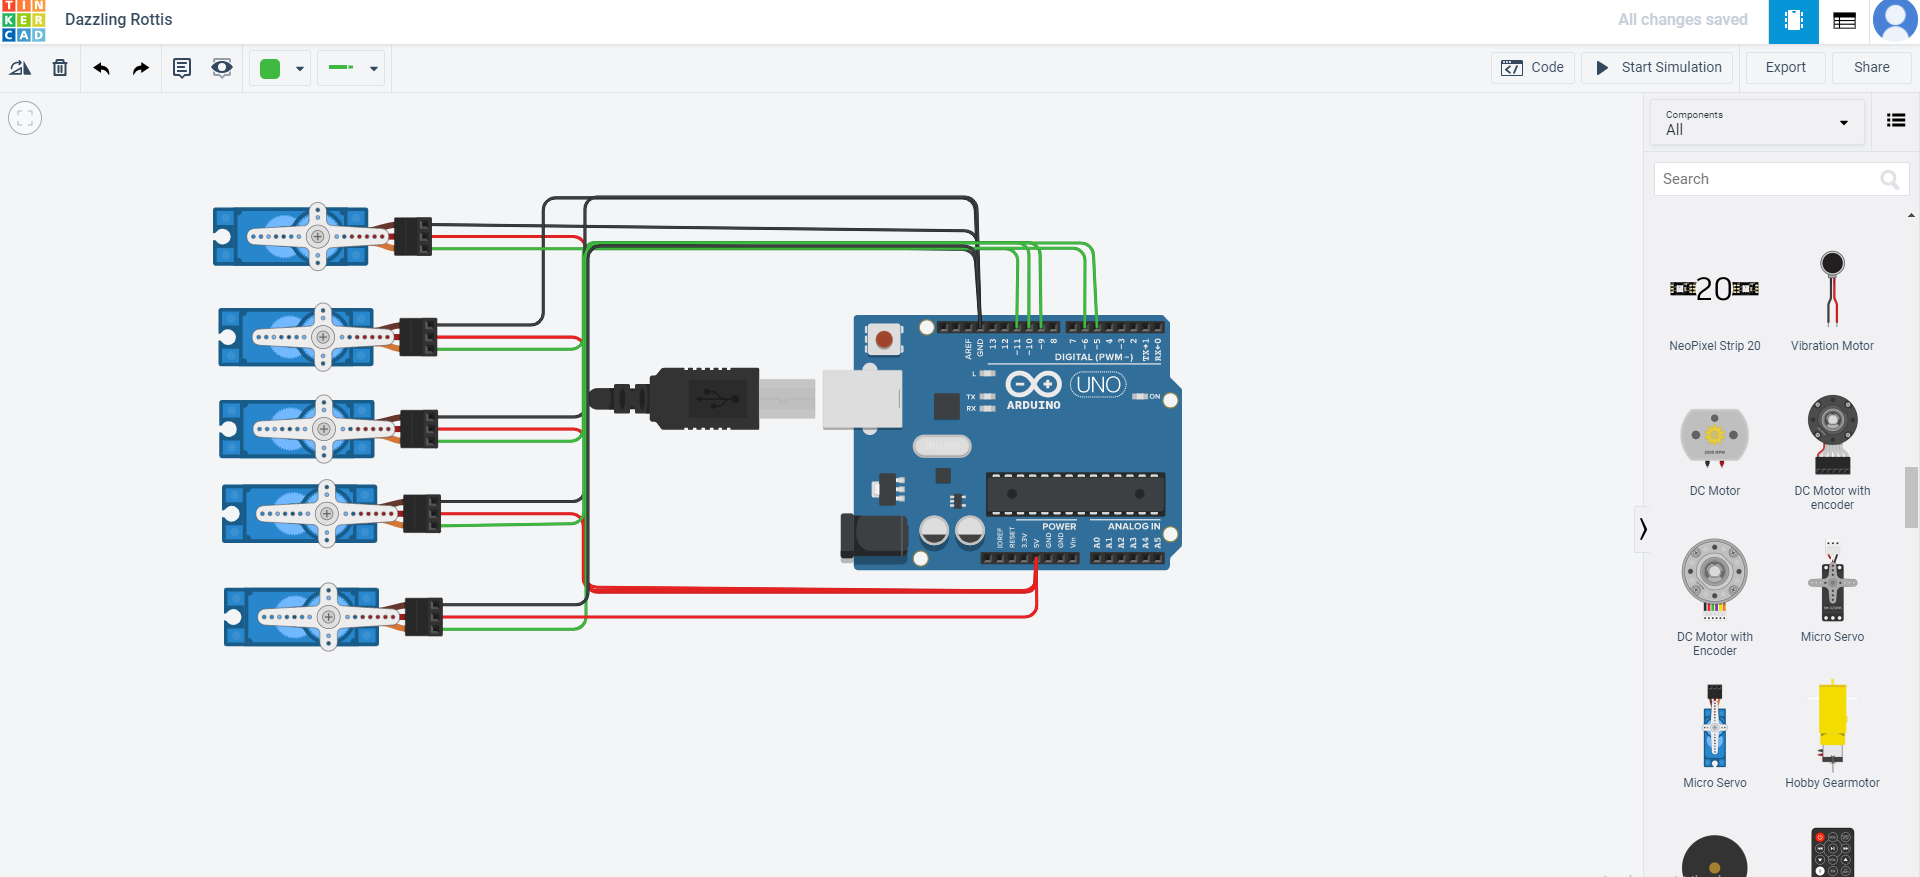 TIN
KER
CAD
Dazzling Rottis
All changes saved
Code
Start Simulation
Export
Share
Components
All
Search
20
NeoPixel Strip 20
Vibration Motor
DC Motor
DC Motor with
encoder
DC Motor with
Encoder
Micro Servo
Micro Servo
Hobby Gearmotor
AREF
GND
13
12
~11
~10
~9
8
7
~6
~5
4
~3
2
TX→1
RX←0
DIGITAL (PWM~)
L
TX
RX
ON
ARDUINO
UNO
POWER
ANALOG IN
IOREF
RESET
3.3V
5V
GND
GND
Vin
A0
A1
A2
A3
A4
A5